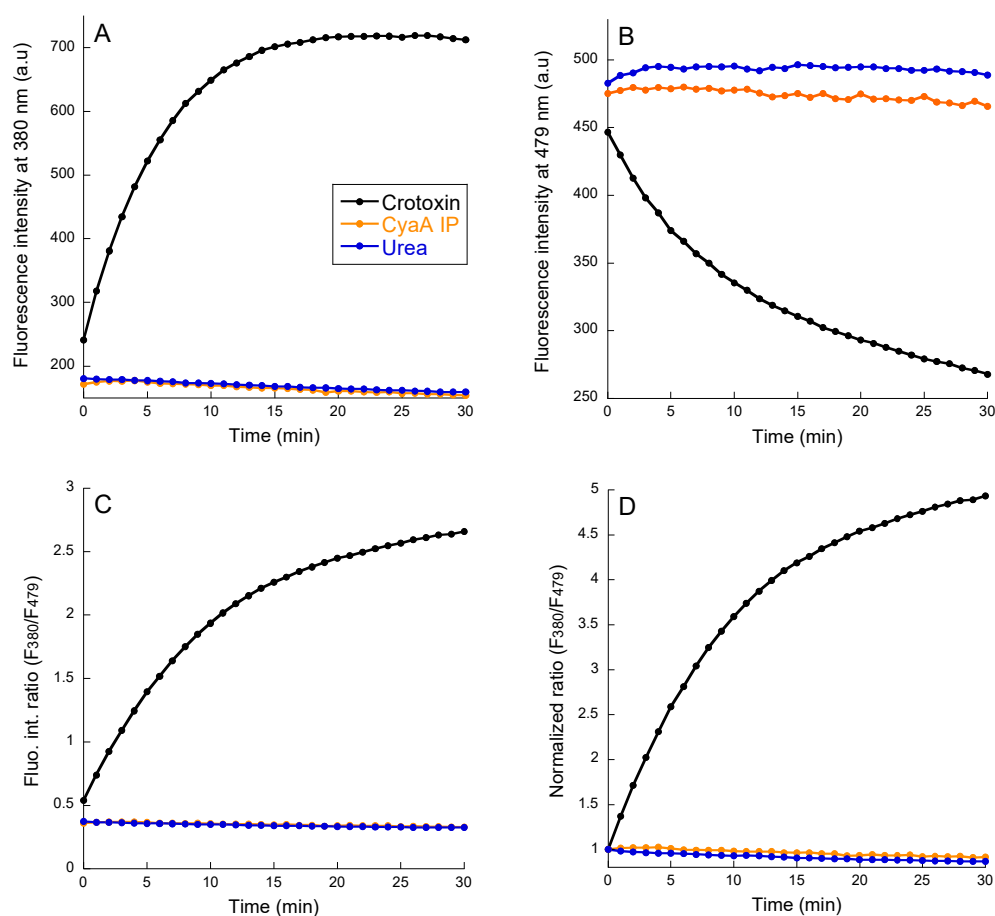 A
Fluorescence intensity at 380 nm (a.u)
700
600
500
400
300
200
0 5 10 15 20 25 30
Time (min)
Crotoxin
CyaA IP
Urea
B
Fluorescence intensity at 479 nm (a.u)
500
450
400
350
300
250
0 5 10 15 20 25 30
Time (min)
C
Fluo. int. ratio (F380/F479)
3
2.5
2
1.5
1
0.5
0
0 5 10 15 20 25 30
Time (min)
D
Normalized ratio (F380/F479)
5
4.5
4
3.5
3
2.5
2
1.5
1
0 5 10 15 20 25 30
Time (min)